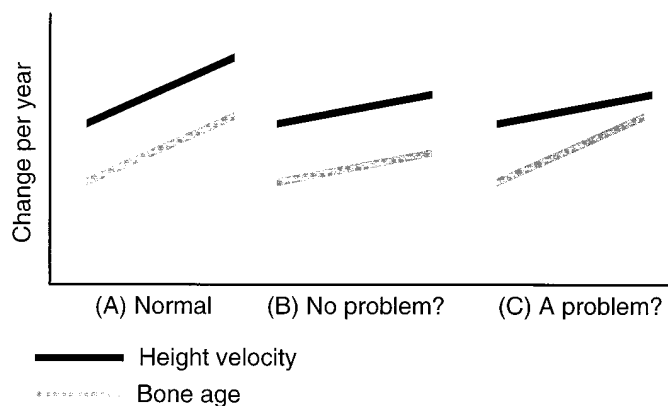 Change per year
(A) Normal
(B) No problem?
(C) A problem?
Height velocity
Bone age